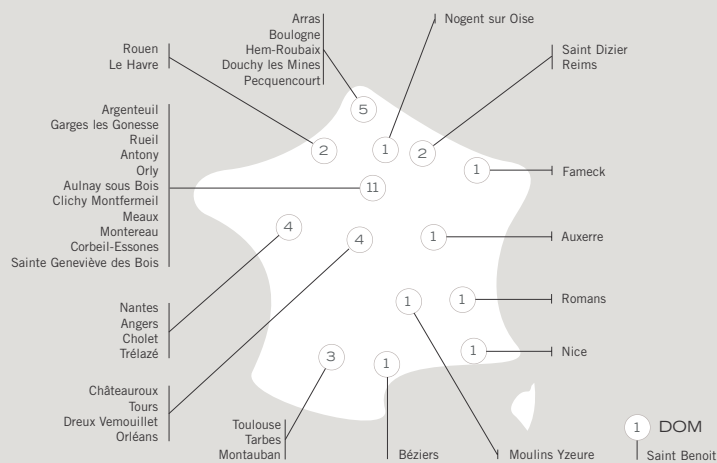 Arras
Boulogne
Hem-Roubaix
Douchy les Mines
Pecquencourt
Nogent sur Oise
Rouen
Le Havre
Saint Dizier
Reims
Argenteuil
Garges les Gonesse
Rueil
Antony
Orly
Aulnay sous Bois
Clichy Montfermeil
Meaux
Montereau
Corbeil-Essones
Sainte Geneviève des Bois
5
2
1
2
1
Fameck
11
4
4
1
Auxerre
Nantes
Angers
Cholet
Trélazé
1
1
Romans
3
1
1
Nice
Châteauroux
Tours
Dreux Vernouillet
Orléans
Toulouse
Tarbes
Montauban
Béziers
Moulins Yzeure
1 DOM
Saint Benoit